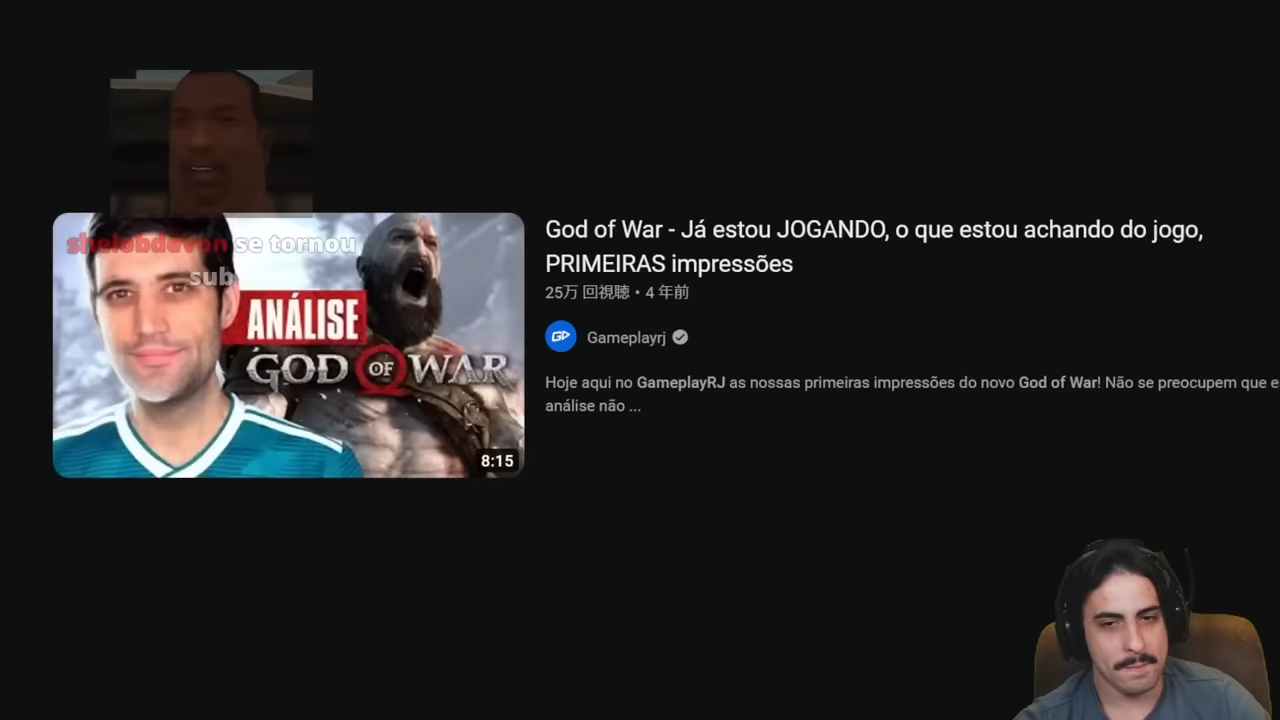 shelobdevon se tornou
sub
ANÁLISE
GOD OF WAR
8:15
God of War - Já estou JOGANDO, o que estou achando do jogo,
PRIMEIRAS impressões
25万 回視聴・4 年前
GP Gameplayrj
Hoje aqui no GameplayRJ as nossas primeiras impressões do novo God of War! Não se preocupem que e
análise não ...